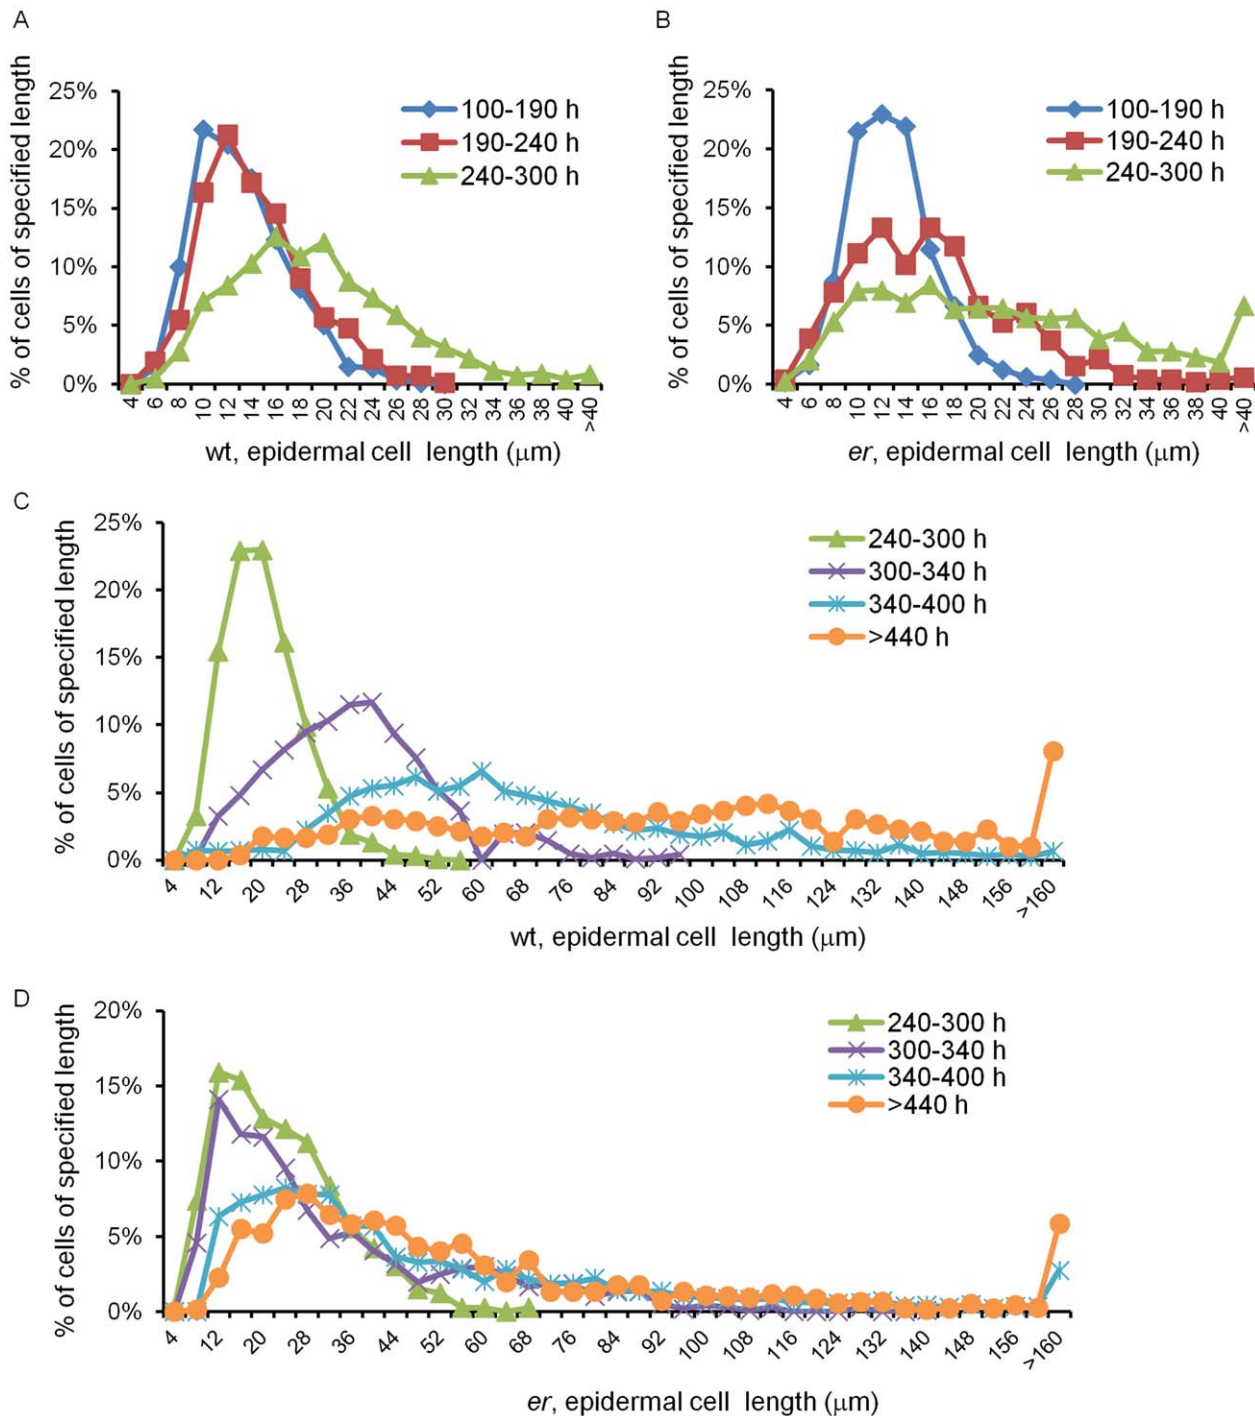 A
% of cells of specified length
25%
20%
15%
10%
5%
0%
100-190 h
190-240 h
240-300 h
4 6 8 10 12 14 16 18 20 22 24 26 28 30 32 34 36 38 40 >40
wt, epidermal cell length (μm)
B
% of cells of specified length
25%
20%
15%
10%
5%
0%
100-190 h
190-240 h
240-300 h
4 6 8 10 12 14 16 18 20 22 24 26 28 30 32 34 36 38 40 >40
er, epidermal cell length (μm)
C
% of cells of specified length
25%
20%
15%
10%
5%
0%
240-300 h
300-340 h
340-400 h
>440 h
4 12 20 28 36 44 52 60 68 76 84 92 100 108 116 124 132 140 148 156 >160
wt, epidermal cell length (μm)
D
% of cells of specified length
20%
15%
10%
5%
0%
240-300 h
300-340 h
340-400 h
>440 h
4 12 20 28 36 44 52 60 68 76 84 92 100 108 116 124 132 140 148 156 >160
er, epidermal cell length (μm)